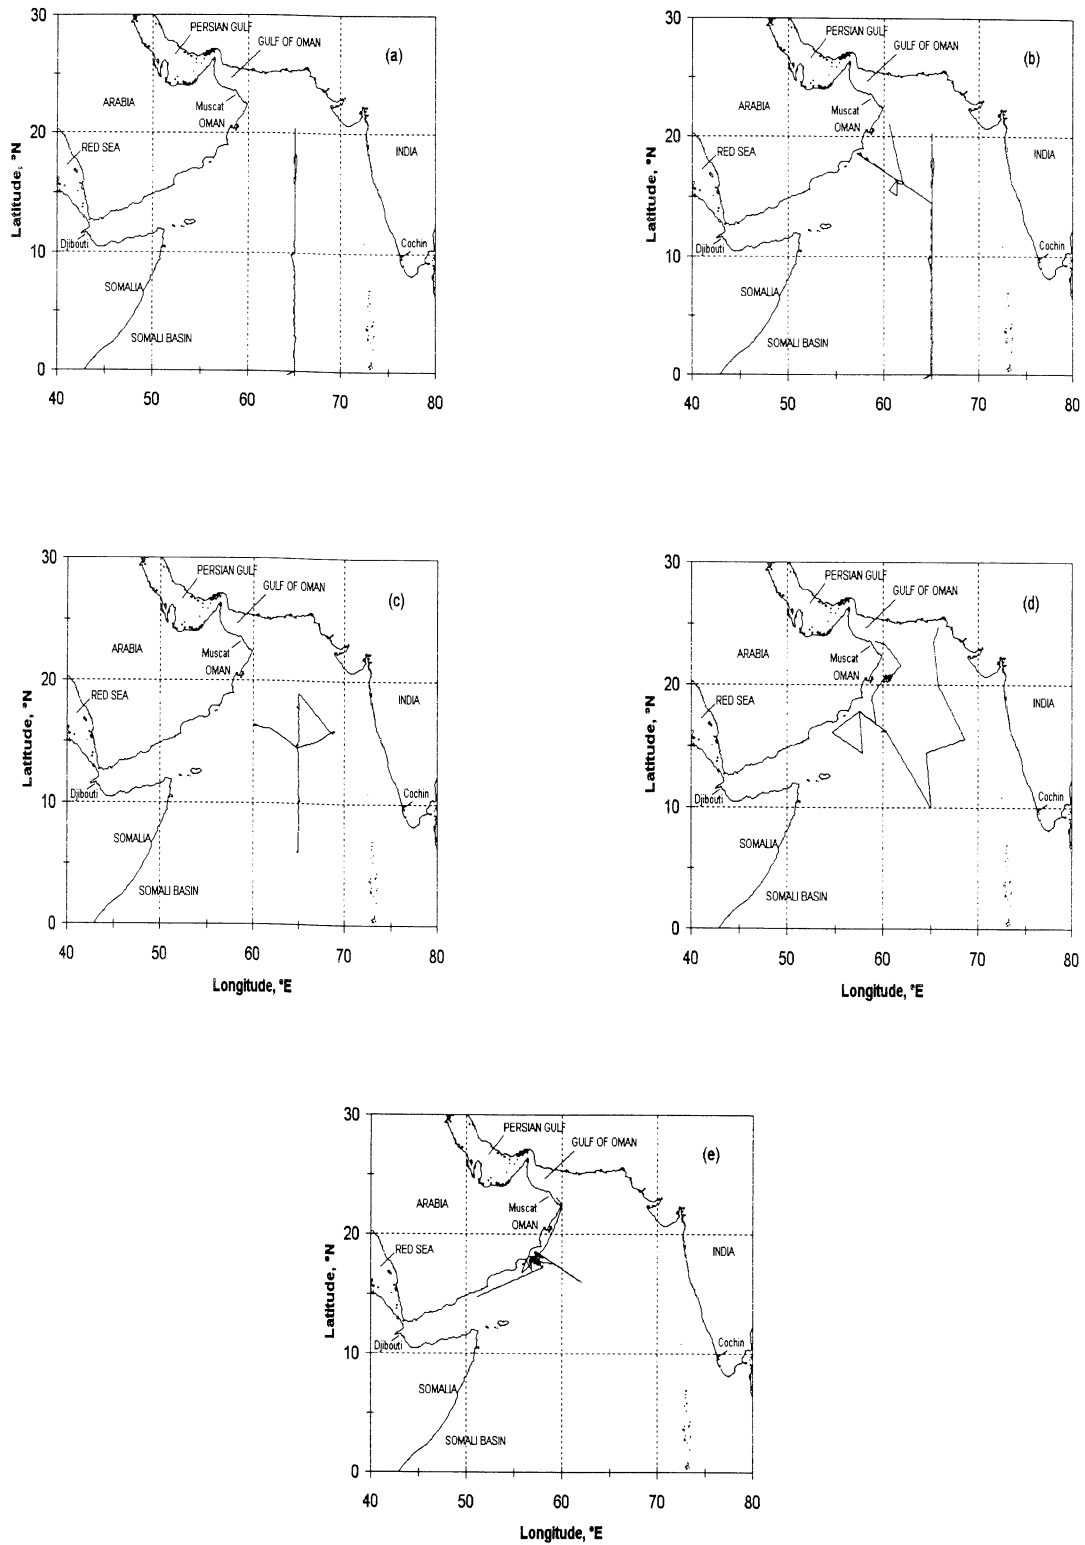 30
PERSIAN GULF
GULF OF OMAN
(a)
ARABIA
Muscat
OMAN
20
RED SEA
INDIA
Latitude, °N
Djibouti
Cochin
10
SOMALIA
SOMALI BASIN
0
40 50 60 70 80
30
PERSIAN GULF
GULF OF OMAN
(b)
ARABIA
Muscat
OMAN
20
RED SEA
INDIA
Latitude, °N
Djibouti
Cochin
10
SOMALIA
SOMALI BASIN
0
40 50 60 70 80
30
PERSIAN GULF
GULF OF OMAN
(c)
ARABIA
Muscat
OMAN
20
RED SEA
INDIA
Latitude, °N
Djibouti
Cochin
10
SOMALIA
SOMALI BASIN
0
40 50 60 70 80
Longitude, °E
30
PERSIAN GULF
GULF OF OMAN
(d)
ARABIA
Muscat
OMAN
20
RED SEA
INDIA
Latitude, °N
Djibouti
Cochin
10
SOMALIA
SOMALI BASIN
0
40 50 60 70 80
Longitude, °E
30
PERSIAN GULF
GULF OF OMAN
(e)
ARABIA
Muscat
OMAN
20
RED SEA
INDIA
Latitude, °N
Djibouti
Cochin
10
SOMALIA
SOMALI BASIN
0
40 50 60 70 80
Longitude, °E